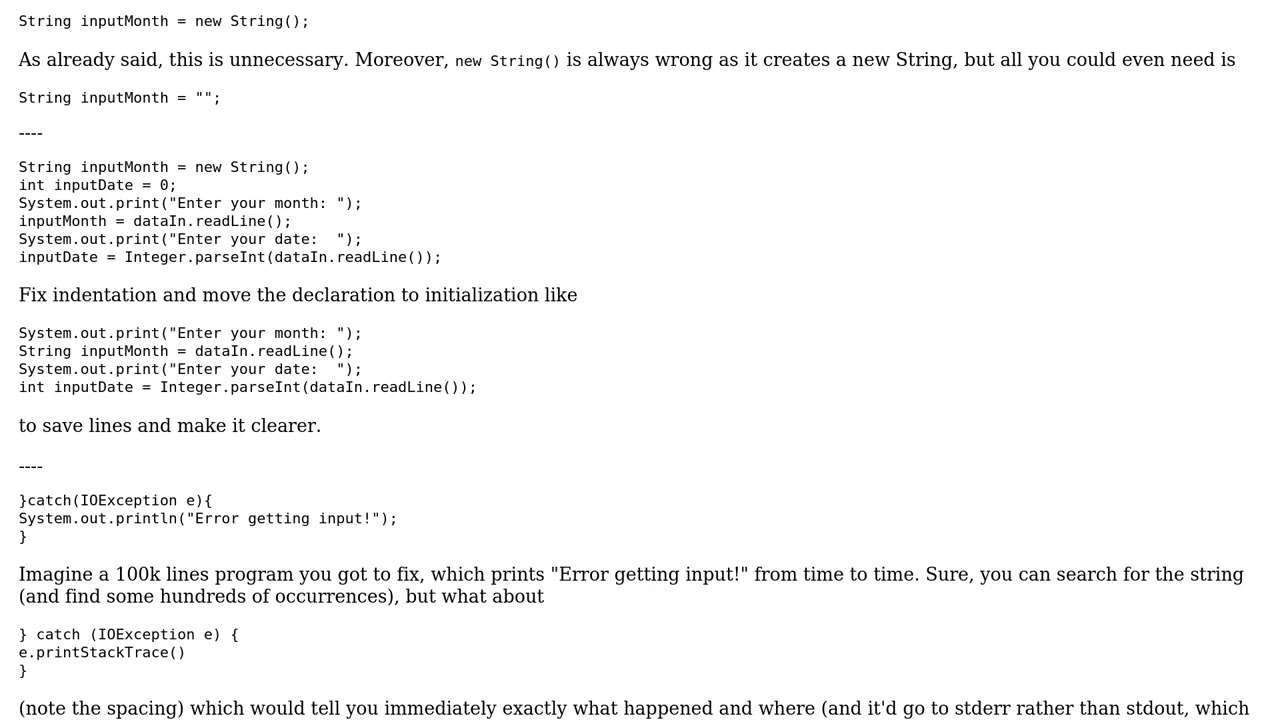 String inputMonth = new String();
As already said, this is unnecessary. Moreover, new String() is always wrong as it creates a new String, but all you could even need is
String inputMonth = "";
----
String inputMonth = new String();
int inputDate = 0;
System.out.print("Enter your month: ");
inputMonth = dataIn.readLine();
System.out.print("Enter your date:  ");
inputDate = Integer.parseInt(dataIn.readLine());
Fix indentation and move the declaration to initialization like
System.out.print("Enter your month: ");
String inputMonth = dataIn.readLine();
System.out.print("Enter your date:  ");
int inputDate = Integer.parseInt(dataIn.readLine());
to save lines and make it clearer.
----
}catch(IOException e){
System.out.println("Error getting input!");
}
Imagine a 100k lines program you got to fix, which prints "Error getting input!" from time to time. Sure, you can search for the string
(and find some hundreds of occurrences), but what about
} catch (IOException e) {
e.printStackTrace()
}
(note the spacing) which would tell you immediately exactly what happened and where (and it'd go to stderr rather than stdout, which